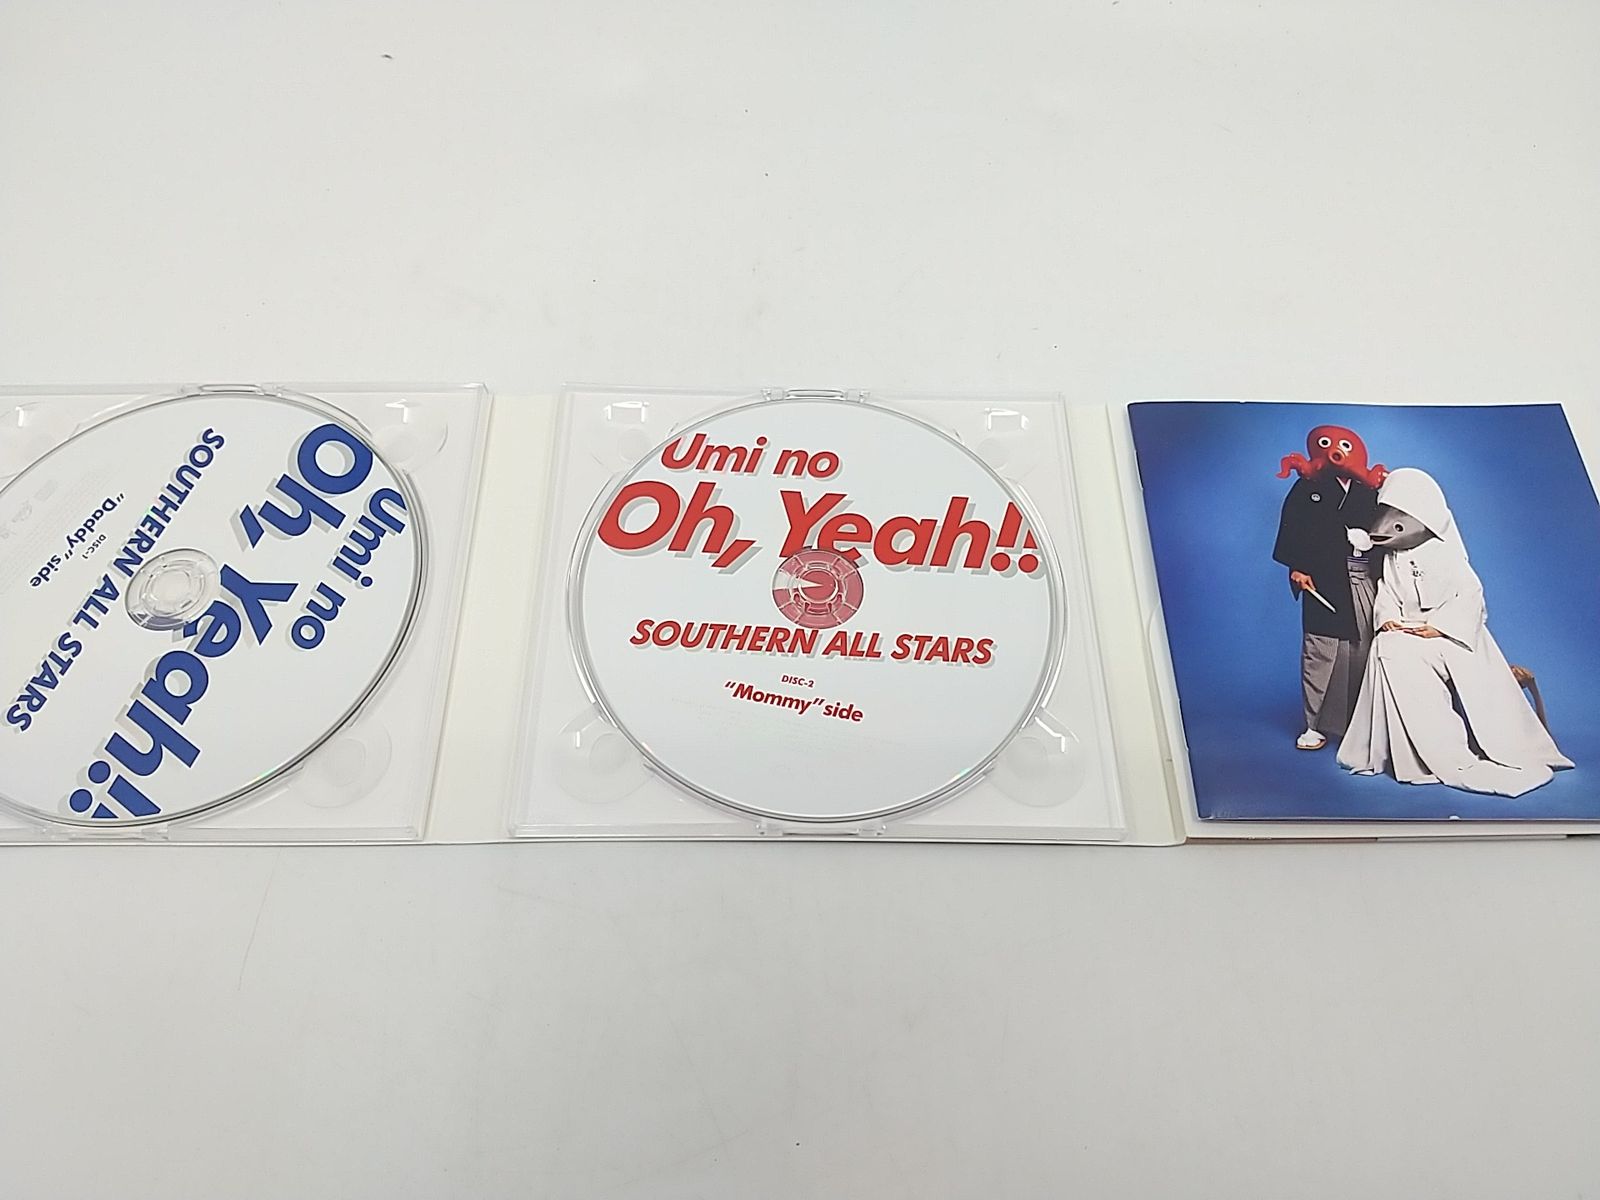 Umi no
Oh, Yeah!!
SOUTHERN ALL STARS
DISC-1
"Daddy" side
Umi no
Oh, Yeah!!
SOUTHERN ALL STARS
DISC-2
"Mommy" side